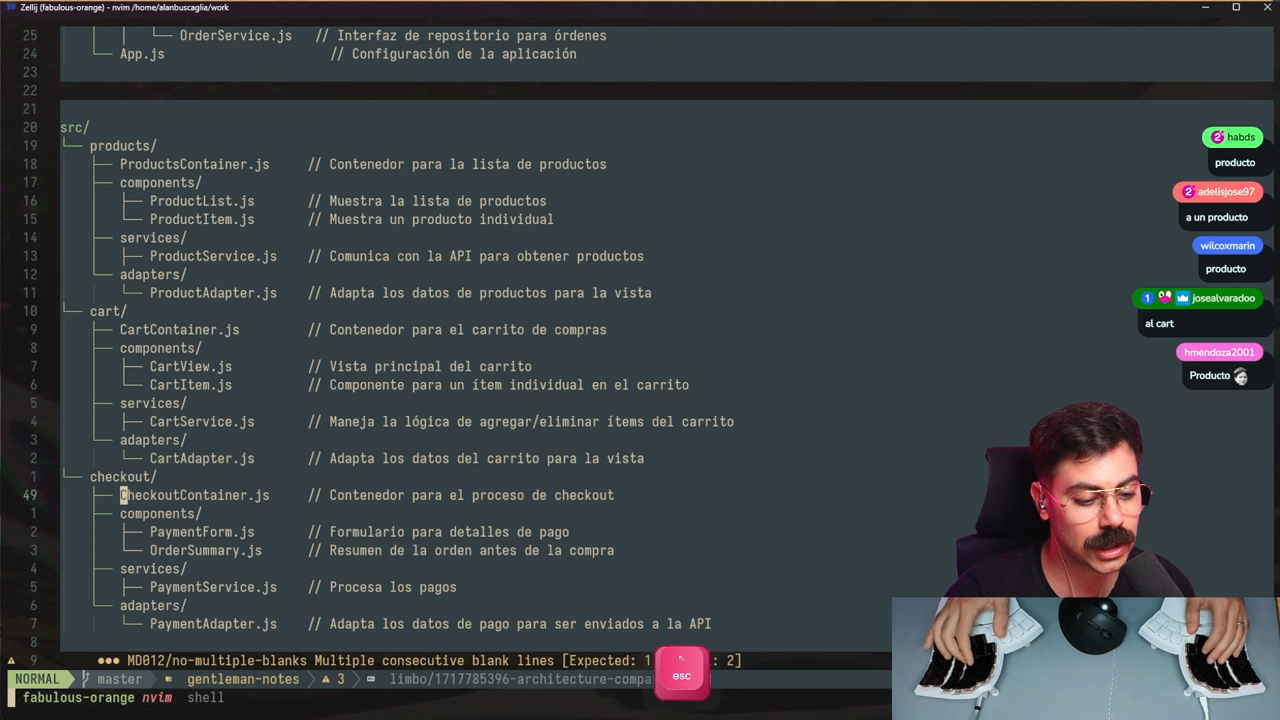 Zellij (fabulous-orange) - nvim /home/alanbuscaglia/work
25 │ │ └── OrderService.js // Interfaz de repositorio para órdenes
24 └── App.js // Configuración de la aplicación
23
22
21
20 src/
19 └── products/
18 ├── ProductsContainer.js // Contenedor para la lista de productos
17 ├── components/
16 │ ├── ProductList.js // Muestra la lista de productos
15 │ └── ProductItem.js // Muestra un producto individual
14 ├── services/
13 │ ├── ProductService.js // Comunica con la API para obtener productos
12 └── adapters/
11 │ └── ProductAdapter.js // Adapta los datos de productos para la vista
10 └── cart/
9 ├── CartContainer.js // Contenedor para el carrito de compras
8 ├── components/
7 │ ├── CartView.js // Vista principal del carrito
6 │ └── CartItem.js // Componente para un ítem individual en el carrito
5 ├── services/
4 │ ├── CartService.js // Maneja la lógica de agregar/eliminar ítems del carrito
3 └── adapters/
2 │ └── CartAdapter.js // Adapta los datos del carrito para la vista
1 └── checkout/
49 ├── CheckoutContainer.js // Contenedor para el proceso de checkout
1 ├── components/
2 │ ├── PaymentForm.js // Formulario para detalles de pago
3 │ └── OrderSummary.js // Resumen de la orden antes de la compra
4 ├── services/
5 │ ├── PaymentService.js // Procesa los pagos
6 └── adapters/
7 │ └── PaymentAdapter.js // Adapta los datos de pago para ser enviados a la API
8
9 ●●● MD012/no-multiple-blanks Multiple consecutive blank lines [Expected: 1 : 2]
NORMAL master gentleman-notes 3 limbo/1717785396-architecture-compa
fabulous-orange nvim shell
esc
2 habds
producto
2 adelisjose97
a un producto
wilcoxmarin
producto
1 josealvaradoo
al cart
hmendoza2001
Producto